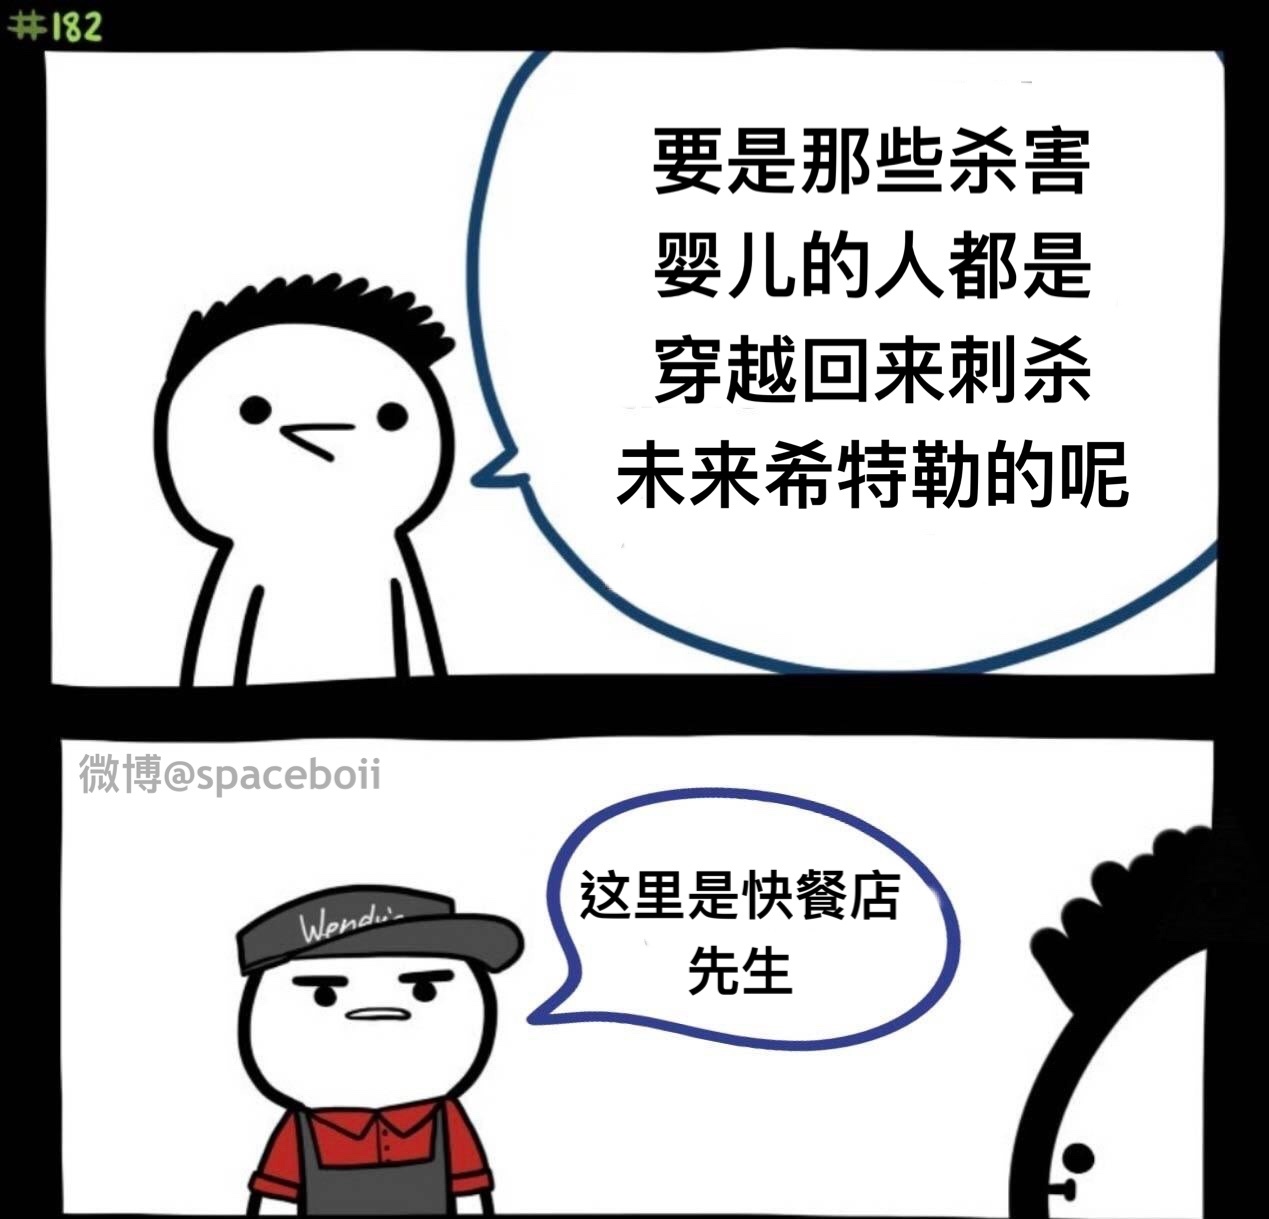 #182
要是那些杀害
婴儿的人都是
穿越回来刺杀
未来希特勒的呢
微博@spaceboii
这里是快餐店
先生
Wendy's